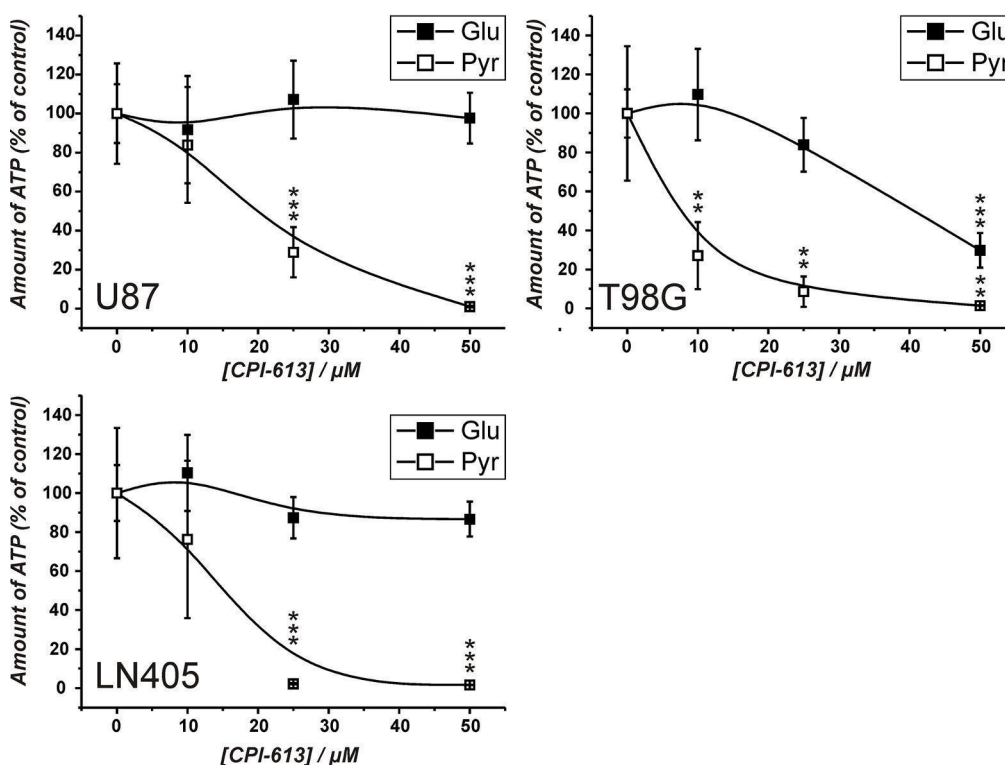 Amount of ATP (% of control)
140
120
100
80
60
40
20
0
Glu
Pyr
***
***
U87
0 10 20 30 40 50
[CPI-613] / µM
Amount of ATP (% of control)
140
120
100
80
60
40
20
0
Glu
Pyr
**
**
***
**
T98G
0 10 20 30 40 50
[CPI-613] / µM
Amount of ATP (% of control)
140
120
100
80
60
40
20
0
Glu
Pyr
***
***
LN405
0 10 20 30 40 50
[CPI-613] / µM